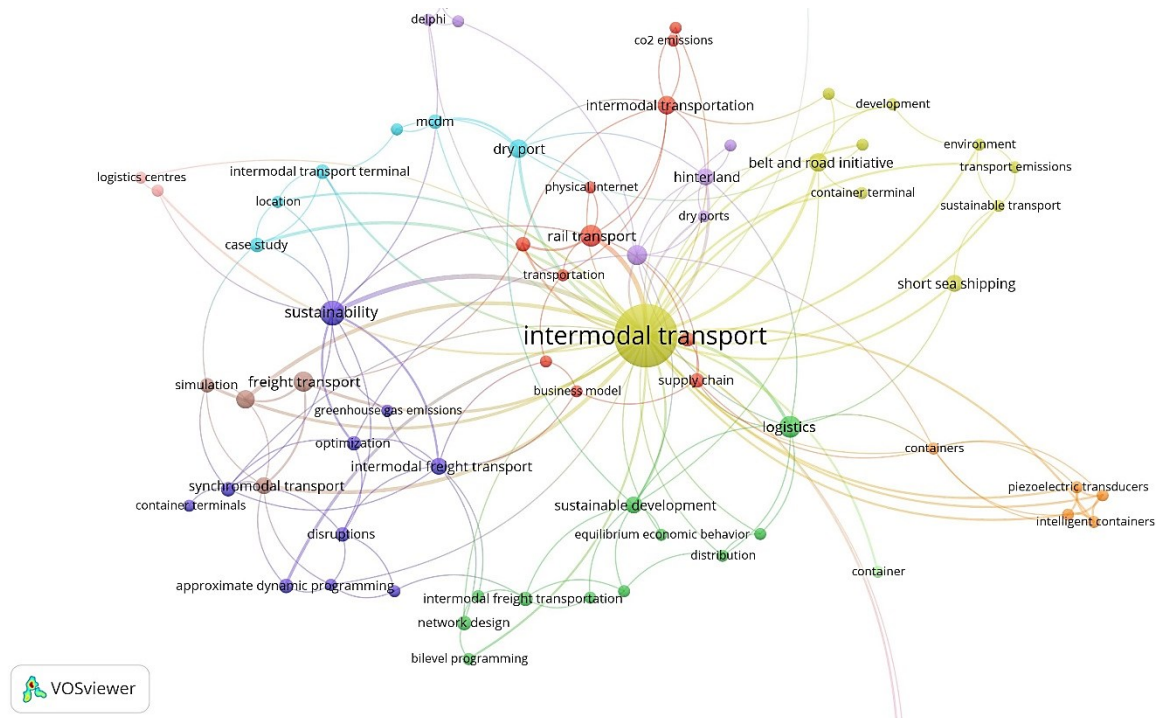 delphi
co2 emissions
intermodal transportation
development
mcdm
dry port
environment
belt and road initiative
transport emissions
intermodal transport terminal
logistics centres
hinterland
physical internet
container terminal
location
sustainable transport
dry ports
rail transport
case study
transportation
short sea shipping
sustainability
intermodal transport
simulation
freight transport
supply chain
business model
greenhouse gas emissions
logistics
optimization
containers
intermodal freight transport
synchromodal transport
piezoelectric transducers
container terminals
sustainable development
intelligent containers
disruptions
equilibrium economic behavior
distribution
container
approximate dynamic programming
intermodal freight transportation
network design
bilevel programming
VOSviewer